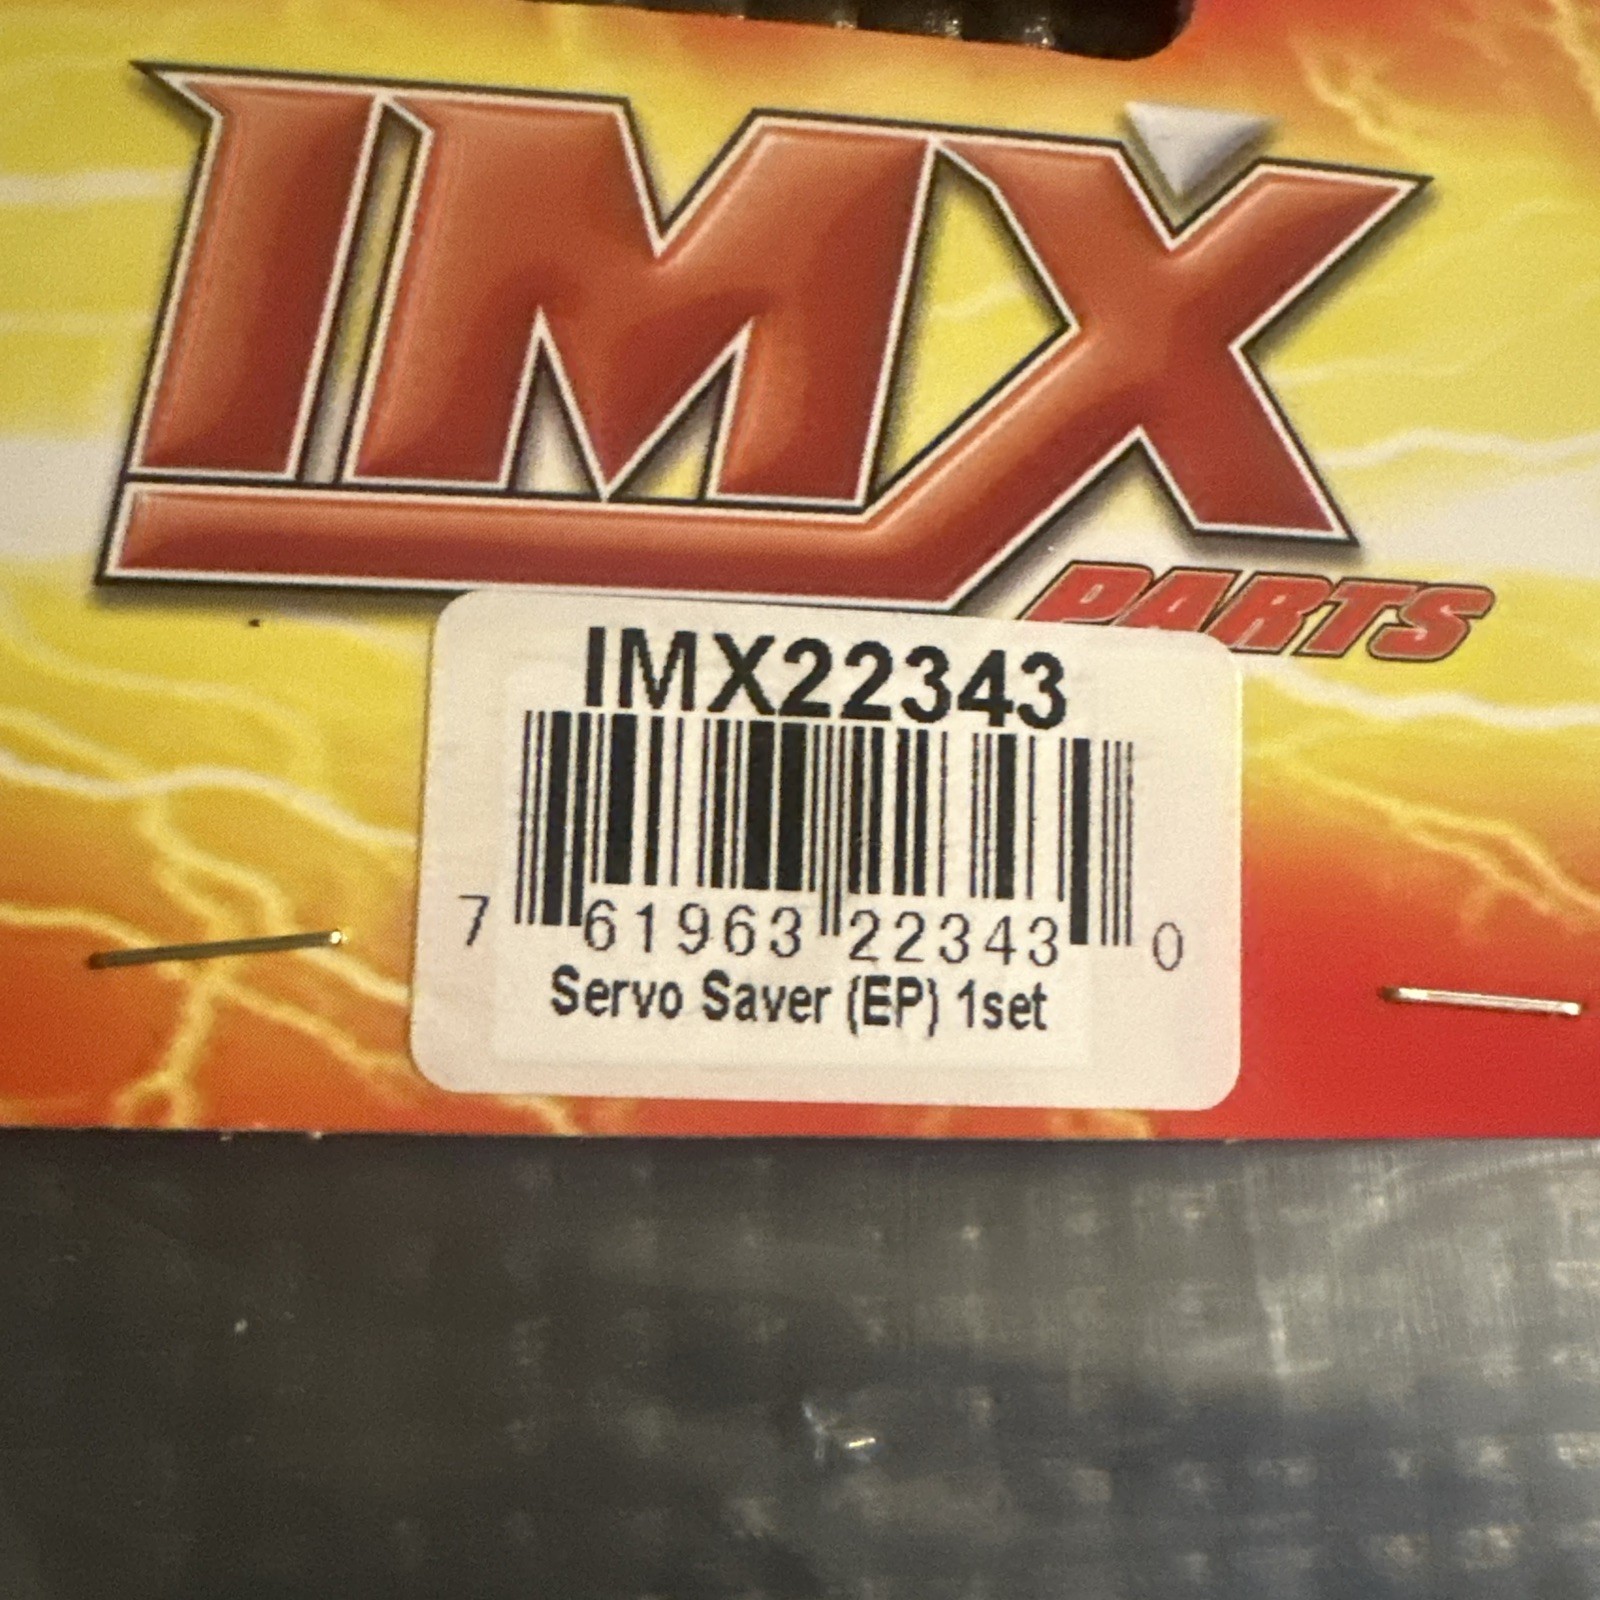 IMX
PARTS
IMX22343
7 61963 22343 0
Servo Saver (EP) 1set